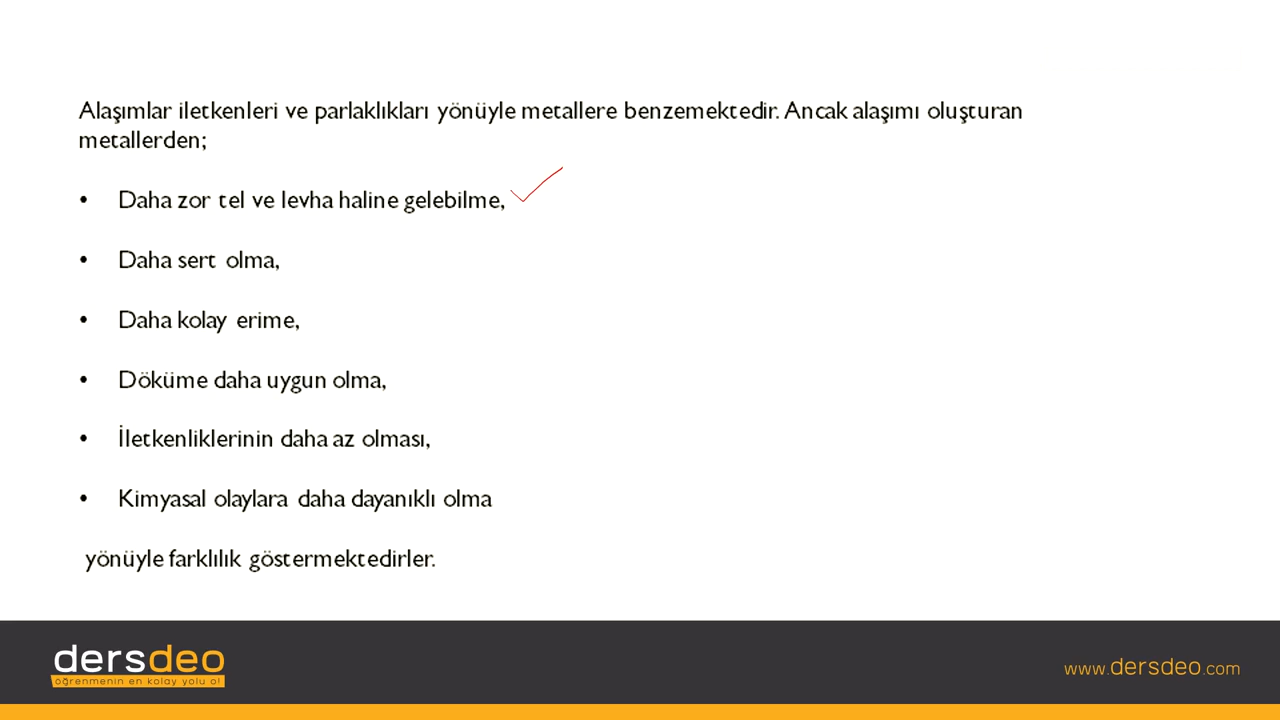 Alaşımlar iletkenleri ve parlaklıkları yönüyle metallere benzemektedir. Ancak alaşımı oluşturan
metallerden;
• Daha zor tel ve levha haline gelebilme,
• Daha sert olma,
• Daha kolay erime,
• Döküme daha uygun olma,
• İletkenliklerinin daha az olması,
• Kimyasal olaylara daha dayanıklı olma
yönüyle farklılık göstermektedirler.
dersdeo
öğrenmenin en kolay yolu o!
www.dersdeo.com